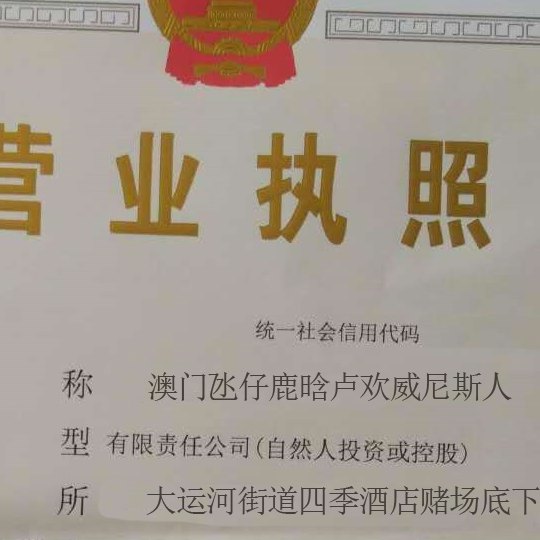 营业执照
统一社会信用代码
称 澳门氹仔鹿晗卢欢威尼斯人
型 有限责任公司(自然人投资或控股)
所 大运河街道四季酒店赌场底下